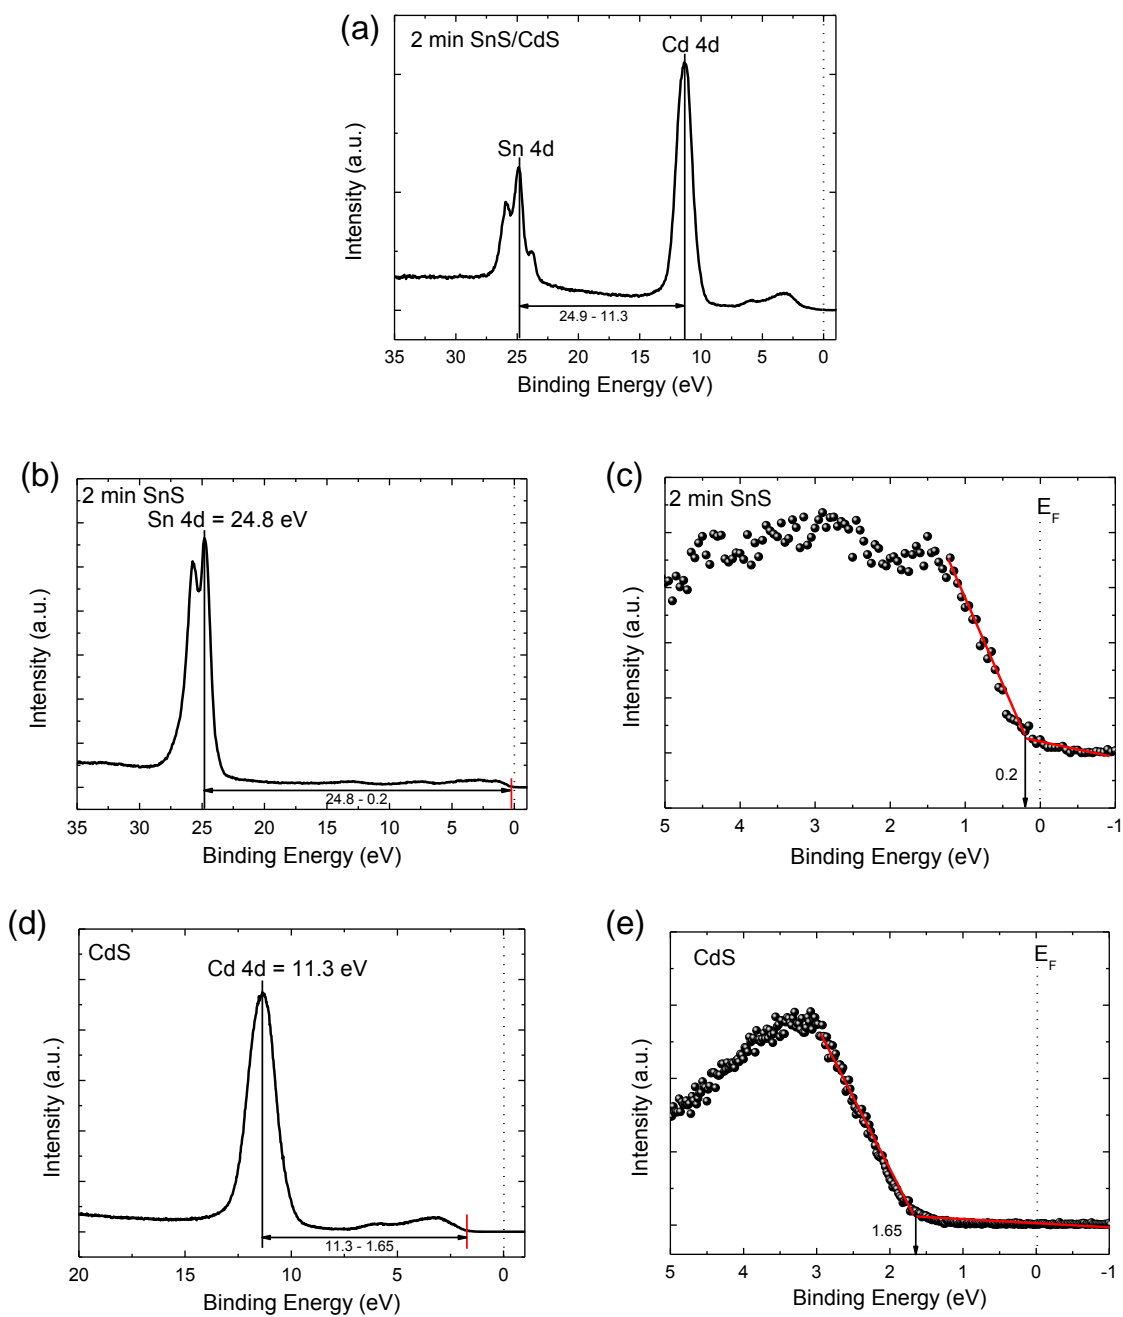 (a)
2 min SnS/CdS
Cd 4d
Sn 4d
24.9 - 11.3
Intensity (a.u.)
35 30 25 20 15 10 5 0
Binding Energy (eV)
(b)
2 min SnS
Sn 4d = 24.8 eV
24.8 - 0.2
Intensity (a.u.)
35 30 25 20 15 10 5 0
Binding Energy (eV)
(c)
2 min SnS
E_F
0.2
Intensity (a.u.)
5 4 3 2 1 0 -1
Binding Energy (eV)
(d)
CdS
Cd 4d = 11.3 eV
11.3 - 1.65
Intensity (a.u.)
20 15 10 5 0
Binding Energy (eV)
(e)
CdS
E_F
1.65
Intensity (a.u.)
5 4 3 2 1 0 -1
Binding Energy (eV)